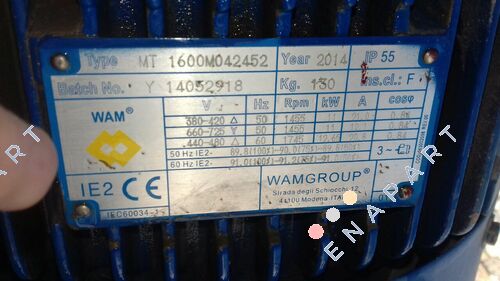 Type MT 1600M042452 Year 2014 IP 55
Batch No. Y 14052918 Kg. 130 Ins.cl.: F
WAM®
V Hz Rpm kW A cosφ
380-420 Δ 50 1455 11
660-725 Y 50 1455
440-480 60 1745
50 Hz IE2-
60 Hz IE2-
3~
IE2 CE
WAMGROUP®
Strada degli Schiocchi, 12
41100 Modena
IEC60034-1
ENAPART